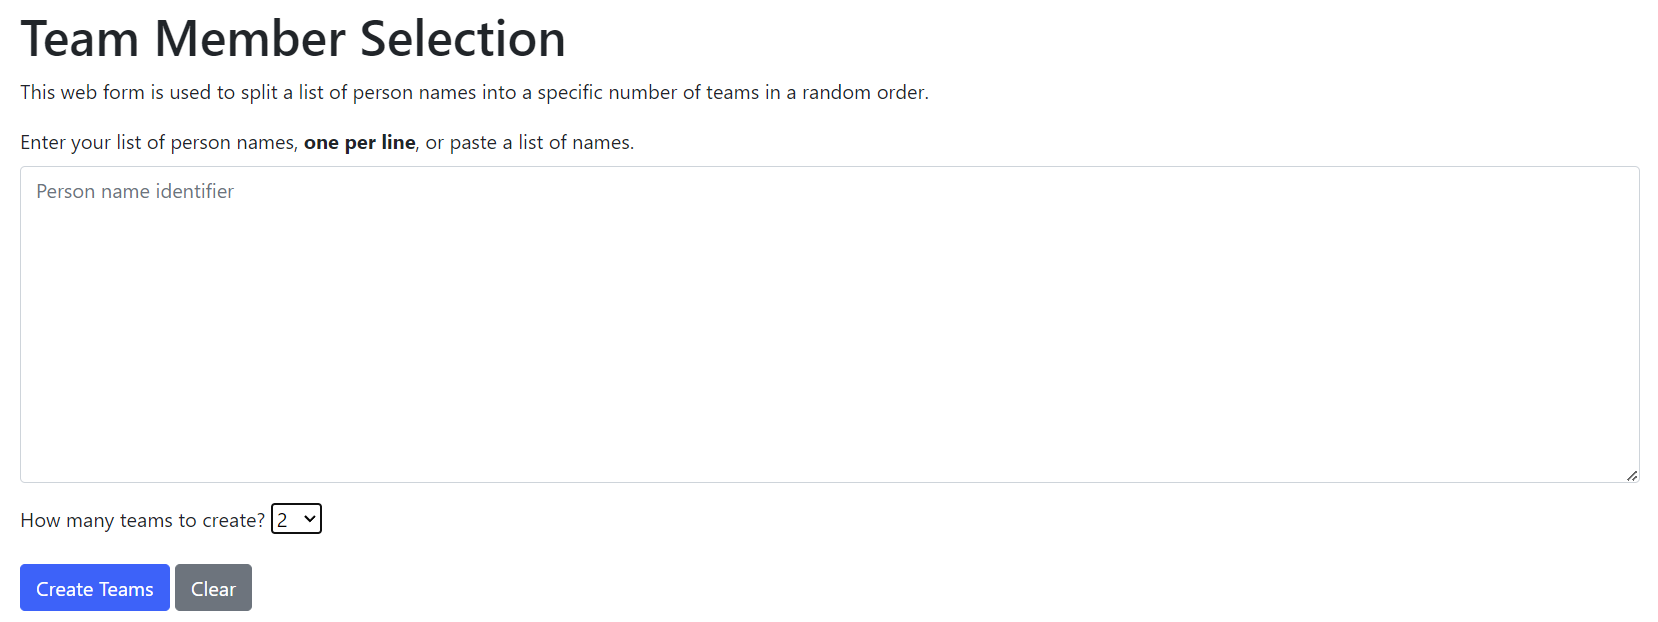 Team Member Selection
This web form is used to split a list of person names into a specific number of teams in a random order.
Enter your list of person names, one per line, or paste a list of names.
Person name identifier
How many teams to create? 2
Create Teams Clear